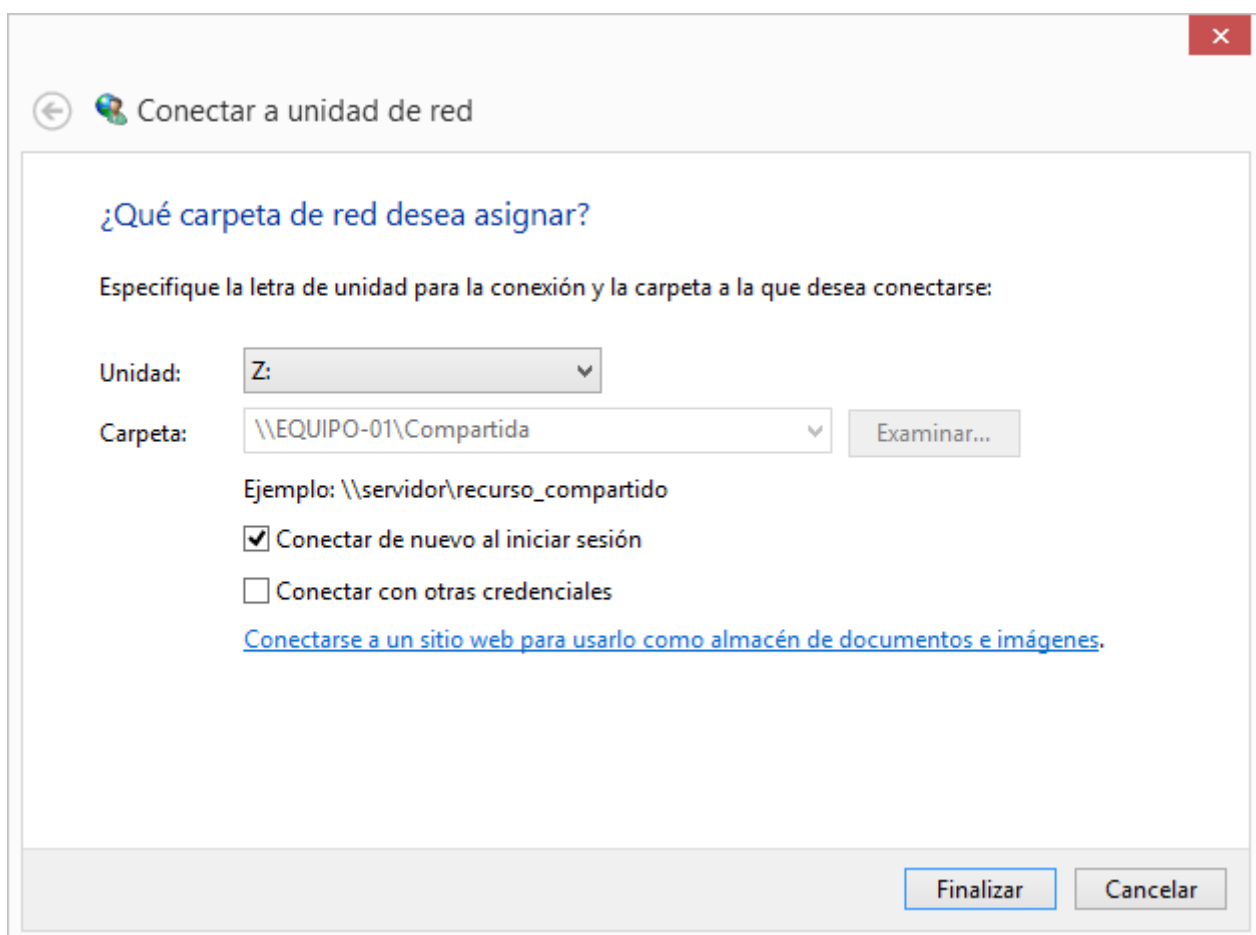 Conectar a unidad de red
¿Qué carpeta de red desea asignar?
Especifique la letra de unidad para la conexión y la carpeta a la que desea conectarse:
Unidad: Z:
Carpeta: \\EQUIPO-01\Compartida Examinar...
Ejemplo: \\servidor\recurso_compartido
Conectar de nuevo al iniciar sesión
Conectar con otras credenciales
Conectarse a un sitio web para usarlo como almacén de documentos e imágenes.
Finalizar Cancelar